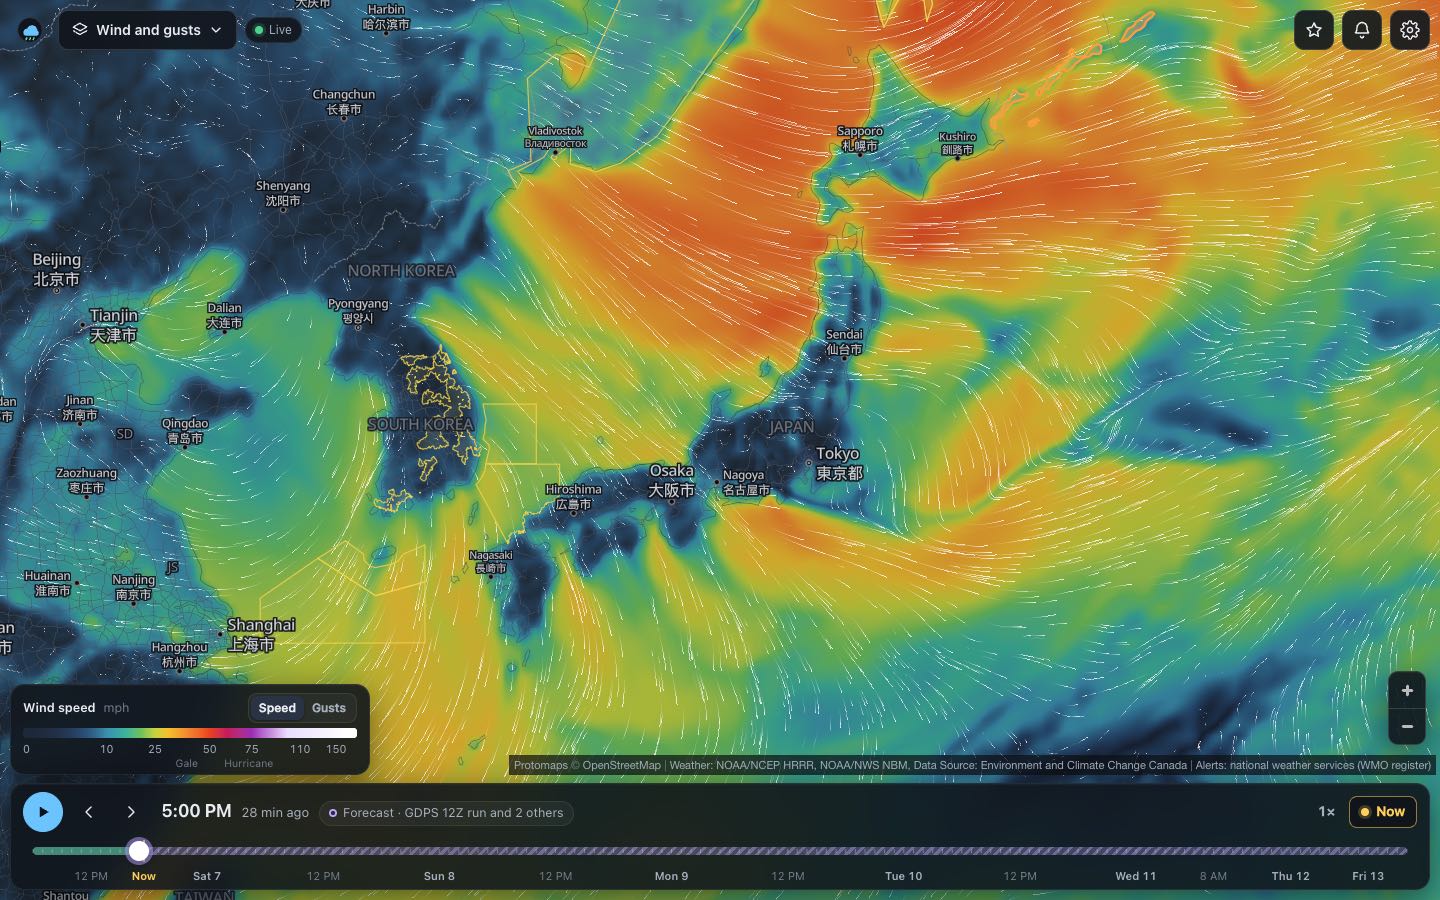 大庆市
Harbin
哈尔滨市
Wind and gusts
Live
Changchun
长春市
Vladivostok
Владивосток
Sapporo
札幌市
Kushiro
釧路市
Shenyang
沈阳市
Beijing
北京市
NORTH KOREA
Pyongyang
평양시
Dalian
大连市
Tianjin
天津市
Sendai
仙台市
Jinan
济南市
SD
Qingdao
青岛市
SOUTH KOREA
JAPAN
Tokyo
東京都
Osaka
大阪市
Nagoya
名古屋市
Zaozhuang
枣庄市
Hiroshima
広島市
Nagasaki
長崎市
JS
Huainan
淮南市
Nanjing
南京市
Shanghai
上海市
Hangzhou
杭州市
Wind speed mph
Speed Gusts
0 10 25 50 75 110 150
Gale Hurricane
Protomaps © OpenStreetMap | Weather: NOAA/NCEP HRRR, NOAA/NWS NBM, Data Source: Environment and Climate Change Canada | Alerts: national weather services (WMO register)
5:00 PM 28 min ago Forecast · GDPS 12Z run and 2 others
1× Now
12 PM Now Sat 7 12 PM Sun 8 12 PM Mon 9 12 PM Tue 10 12 PM Wed 11 8 AM Thu 12 Fri 13
Shantou
TAIWAN